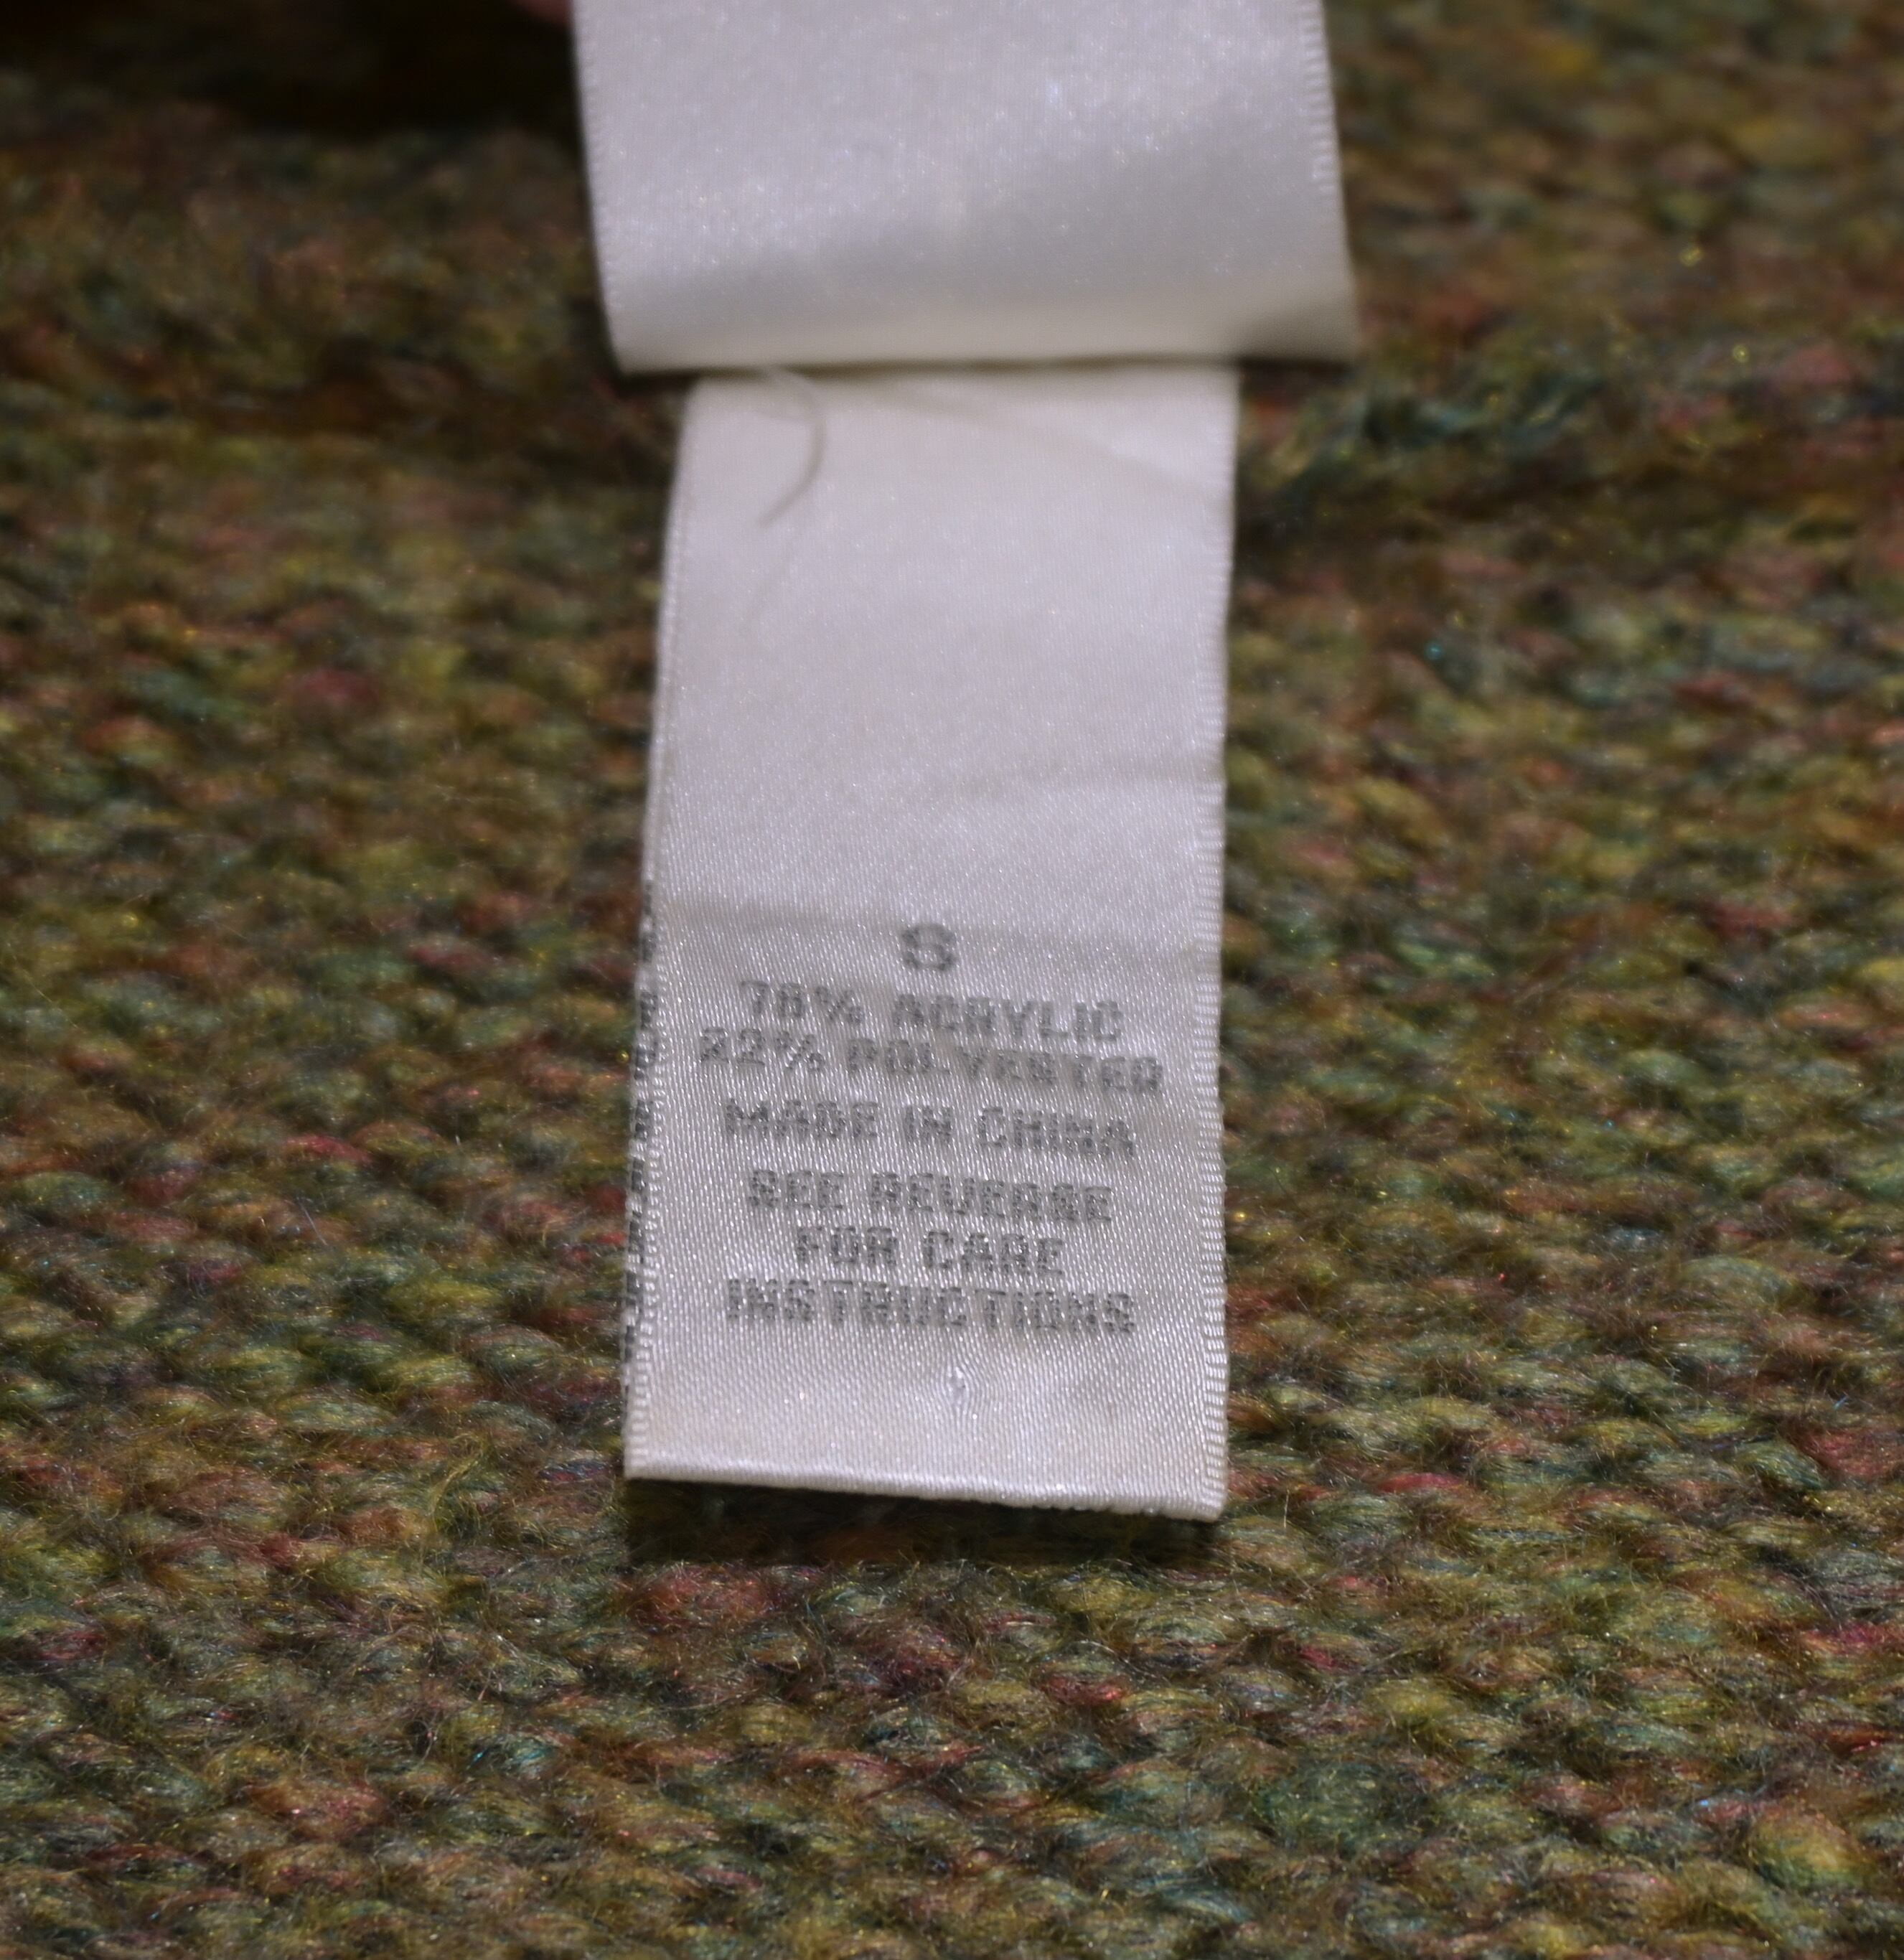 S
78% ACRYLIC
22% POLYESTER
MADE IN CHINA
SEE REVERSE
FOR CARE
INSTRUCTIONS